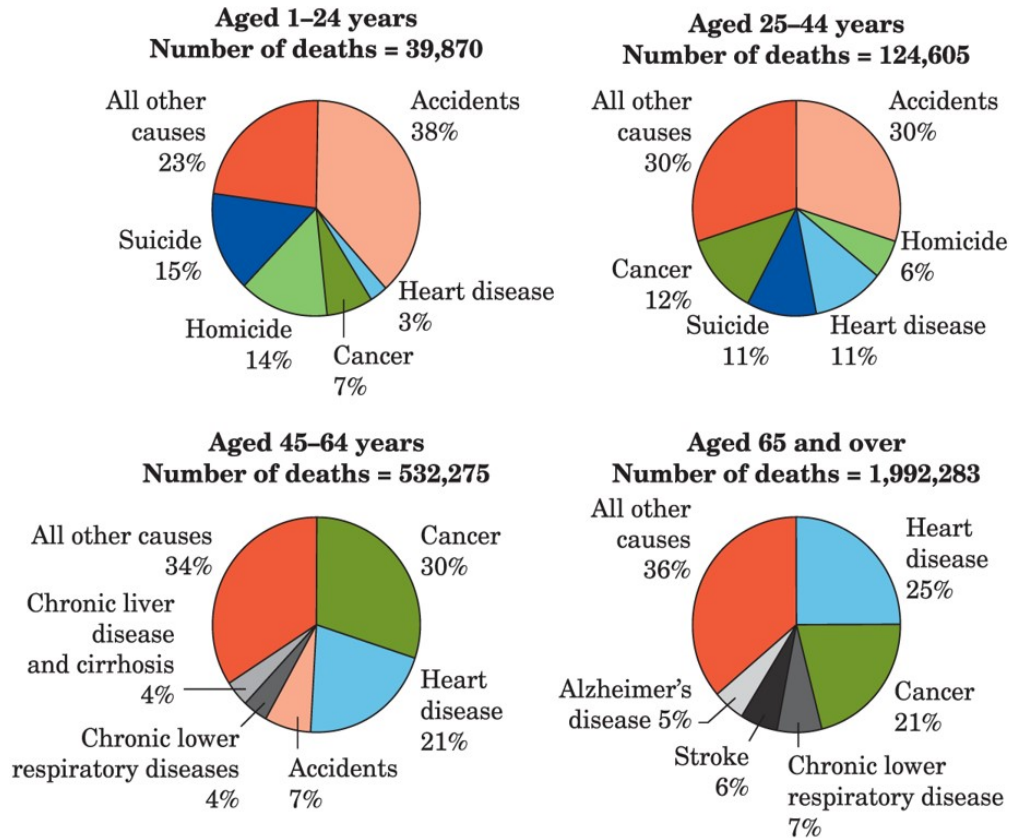 Aged 1–24 years
Number of deaths = 39,870
All other
causes
23%
Accidents
38%
Suicide
15%
Homicide
14%
Cancer
7%
Heart disease
3%
Aged 25–44 years
Number of deaths = 124,605
All other
causes
30%
Accidents
30%
Homicide
6%
Cancer
12%
Suicide
11%
Heart disease
11%
Aged 45–64 years
Number of deaths = 532,275
All other causes
34%
Cancer
30%
Chronic liver
disease
and cirrhosis
4%
Heart
disease
21%
Chronic lower
respiratory diseases
4%
Accidents
7%
Aged 65 and over
Number of deaths = 1,992,283
All other
causes
36%
Heart
disease
25%
Alzheimer's
disease 5%
Cancer
21%
Stroke
6%
Chronic lower
respiratory disease
7%